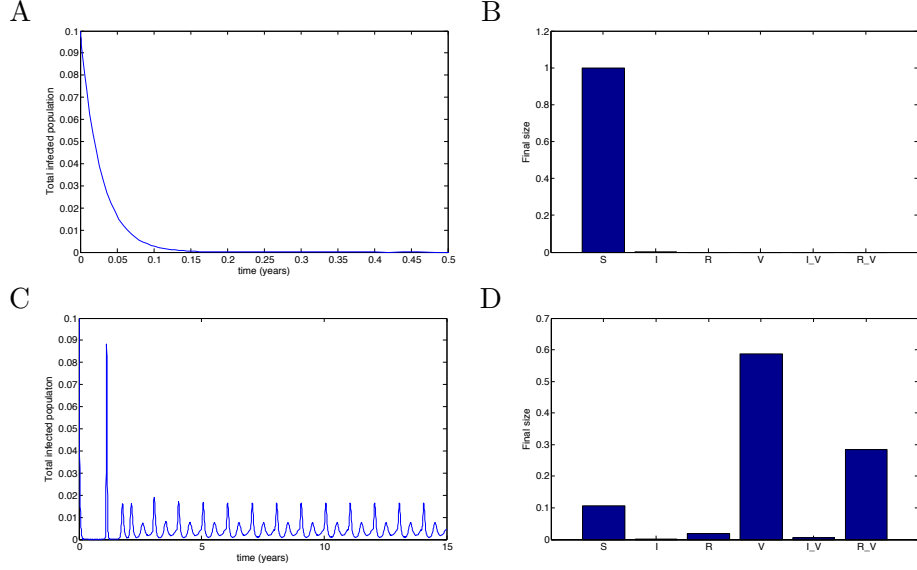 A
Total infected population
0.1
0.09
0.08
0.07
0.06
0.05
0.04
0.03
0.02
0.01
0
0 0.05 0.1 0.15 0.2 0.25 0.3 0.35 0.4 0.45 0.5
time (years)
B
Final size
1.2
1
0.8
0.6
0.4
0.2
0
S I R V I_V R_V
C
Total infected population
0.1
0.09
0.08
0.07
0.06
0.05
0.04
0.03
0.02
0.01
0
0 5 10 15
time (years)
D
Final size
0.7
0.6
0.5
0.4
0.3
0.2
0.1
0
S I R V I_V R_V